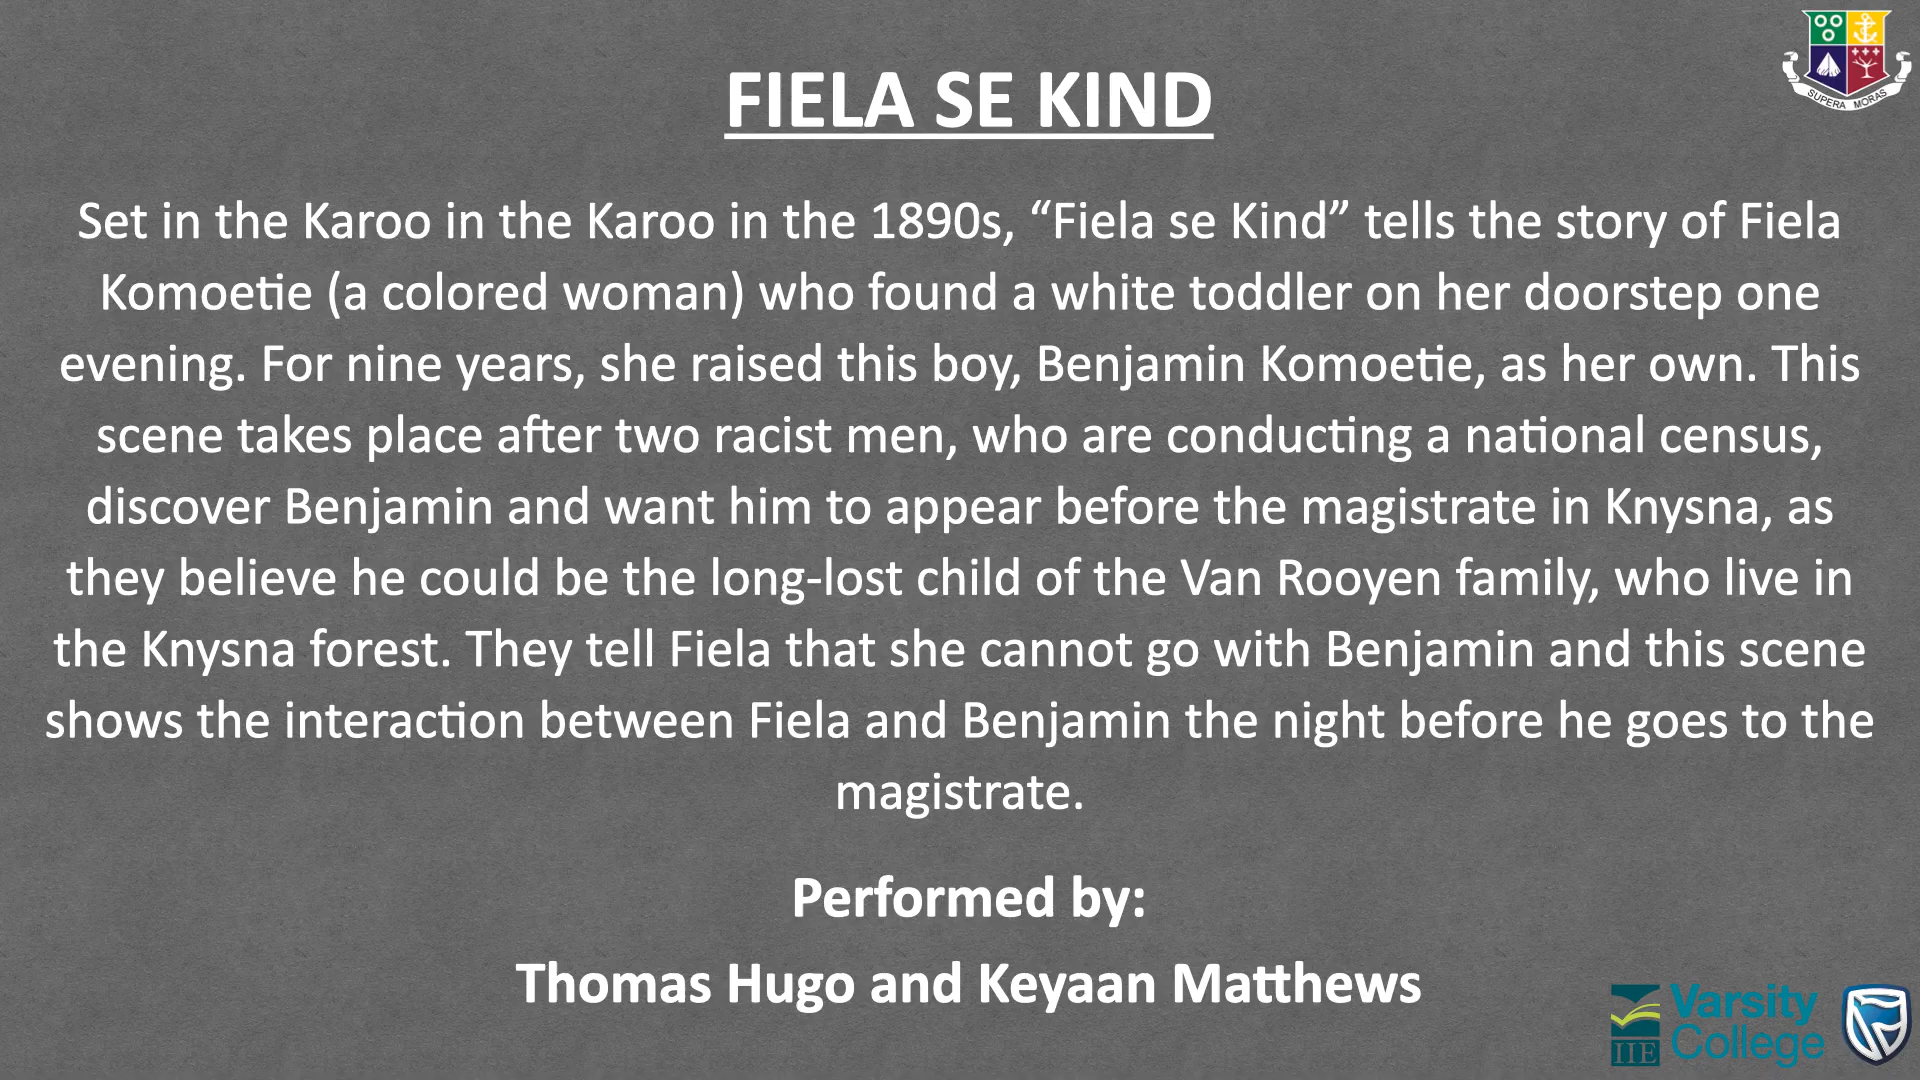 FIELA SE KIND
SUPERA MORAS
Set in the Karoo in the Karoo in the 1890s, “Fiela se Kind” tells the story of Fiela
Komoetie (a colored woman) who found a white toddler on her doorstep one
evening. For nine years, she raised this boy, Benjamin Komoetie, as her own. This
scene takes place after two racist men, who are conducting a national census,
discover Benjamin and want him to appear before the magistrate in Knysna, as
they believe he could be the long-lost child of the Van Rooyen family, who live in
the Knysna forest. They tell Fiela that she cannot go with Benjamin and this scene
shows the interaction between Fiela and Benjamin the night before he goes to the
magistrate.
Performed by:
Thomas Hugo and Keyaan Matthews
IIE
Varsity
College